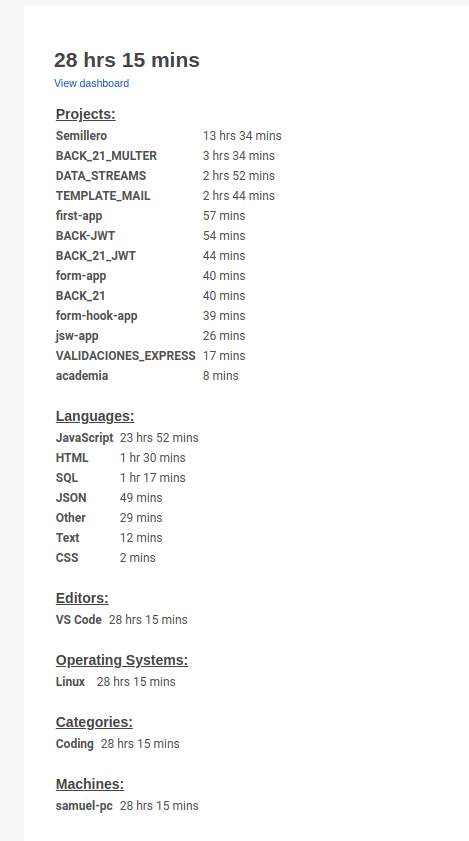 28 hrs 15 mins
View dashboard
Projects:
Semillero 13 hrs 34 mins
BACK_21_MULTER 3 hrs 34 mins
DATA_STREAMS 2 hrs 52 mins
TEMPLATE_MAIL 2 hrs 44 mins
first-app 57 mins
BACK-JWT 54 mins
BACK_21_JWT 44 mins
form-app 40 mins
BACK_21 40 mins
form-hook-app 39 mins
jsw-app 26 mins
VALIDACIONES_EXPRESS 17 mins
academia 8 mins
Languages:
JavaScript 23 hrs 52 mins
HTML 1 hr 30 mins
SQL 1 hr 17 mins
JSON 49 mins
Other 29 mins
Text 12 mins
CSS 2 mins
Editors:
VS Code 28 hrs 15 mins
Operating Systems:
Linux 28 hrs 15 mins
Categories:
Coding 28 hrs 15 mins
Machines:
samuel-pc 28 hrs 15 mins